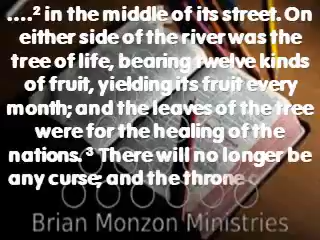 ....² in the middle of its street. On
either side of the river was the
tree of life, bearing twelve kinds
of fruit, yielding its fruit every
month; and the leaves of the tree
were for the healing of the
nations. ³ There will no longer be
any curse; and the throne
Brian Monzon Ministries